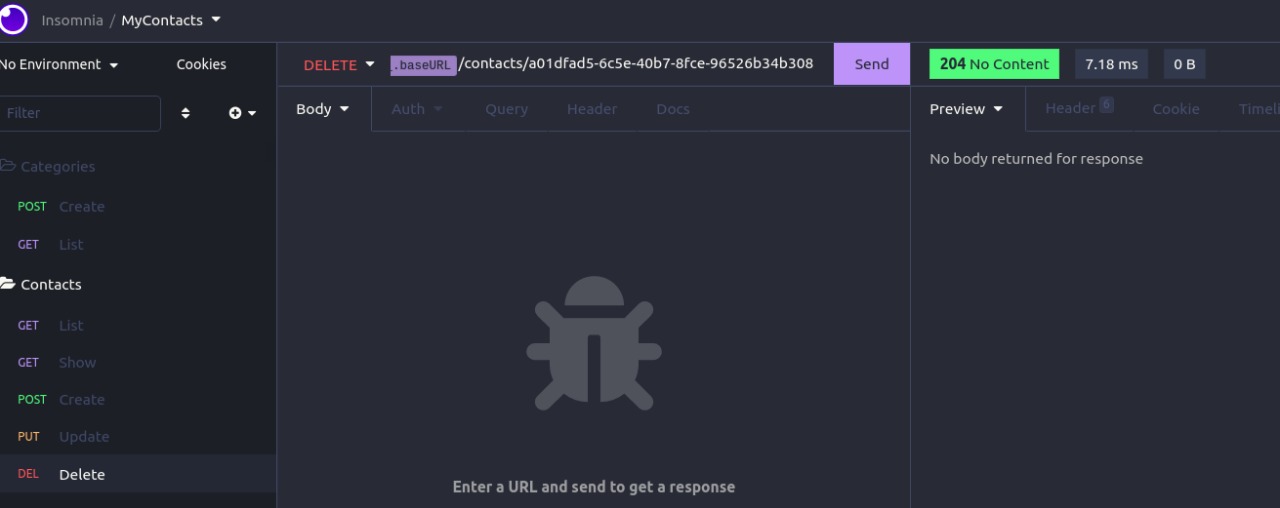 Insomnia / MyContacts
No Environment
Cookies
DELETE
_.baseURL /contacts/a01dfad5-6c5e-40b7-8fce-96526b34b308
Send
204 No Content
7.18 ms
0 B
Filter
Body
Auth
Query
Header
Docs
Preview
Header 6
Cookie
Timeli
Categories
POST Create
GET List
Contacts
GET List
GET Show
POST Create
PUT Update
DEL Delete
No body returned for response
Enter a URL and send to get a response